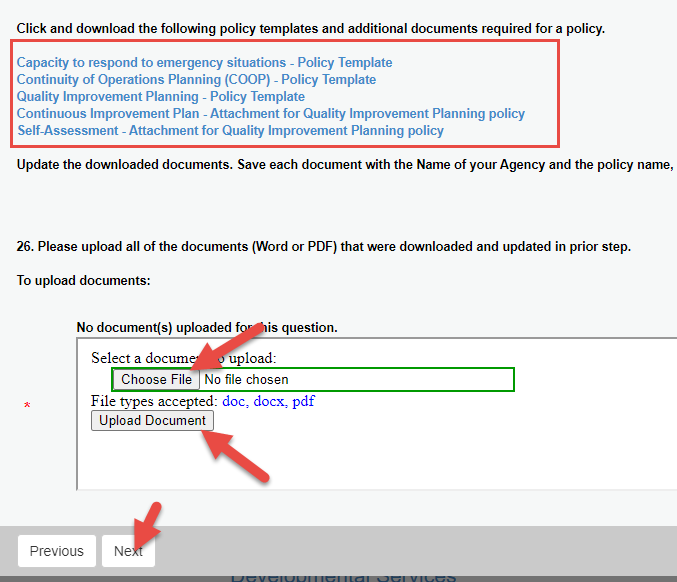 Click and download the following policy templates and additional documents required for a policy.
Capacity to respond to emergency situations - Policy Template
Continuity of Operations Planning (COOP) - Policy Template
Quality Improvement Planning - Policy Template
Continuous Improvement Plan - Attachment for Quality Improvement Planning policy
Self-Assessment - Attachment for Quality Improvement Planning policy
Update the downloaded documents. Save each document with the Name of your Agency and the policy name,
26. Please upload all of the documents (Word or PDF) that were downloaded and updated in prior step.
To upload documents:
No document(s) uploaded for this question.
Select a document to upload:
Choose File No file chosen
*
File types accepted: doc, docx, pdf
Upload Document
Previous Next
Developmental Services